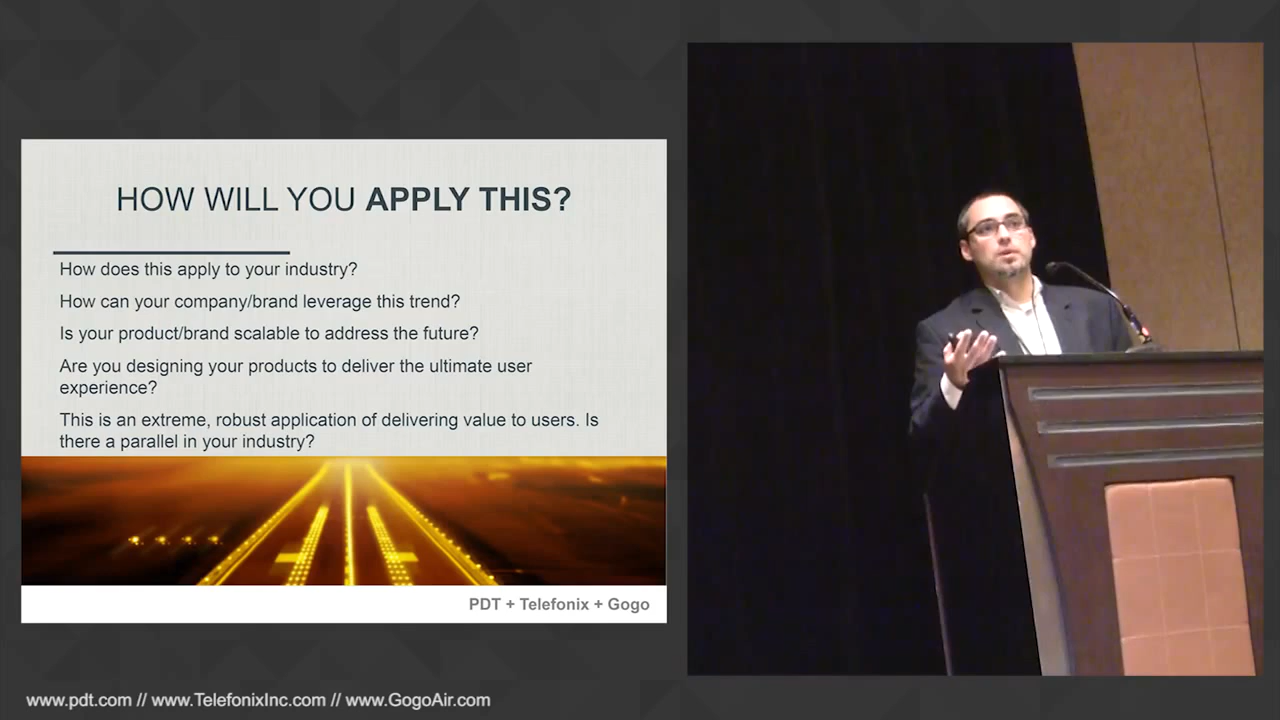 HOW WILL YOU APPLY THIS?
How does this apply to your industry?
How can your company/brand leverage this trend?
Is your product/brand scalable to address the future?
Are you designing your products to deliver the ultimate user
experience?
This is an extreme, robust application of delivering value to users. Is
there a parallel in your industry?
PDT + Telefonix + Gogo
www.pdt.com // www.TelefonixInc.com // www.GogoAir.com